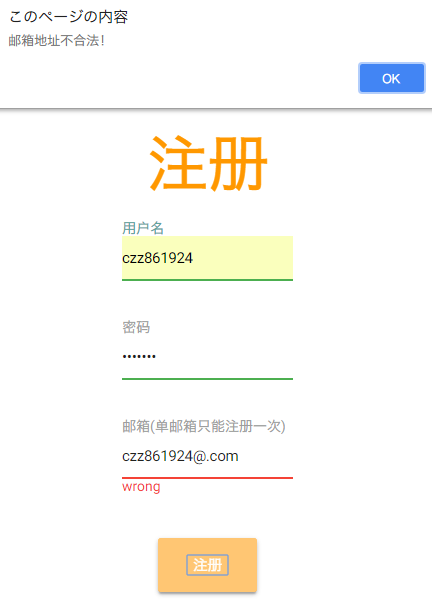 このページの内容
邮箱地址不合法!
OK
注册
用户名
czz861924
密码
•••••••
邮箱(单邮箱只能注册一次)
czz861924@.com
wrong
注册